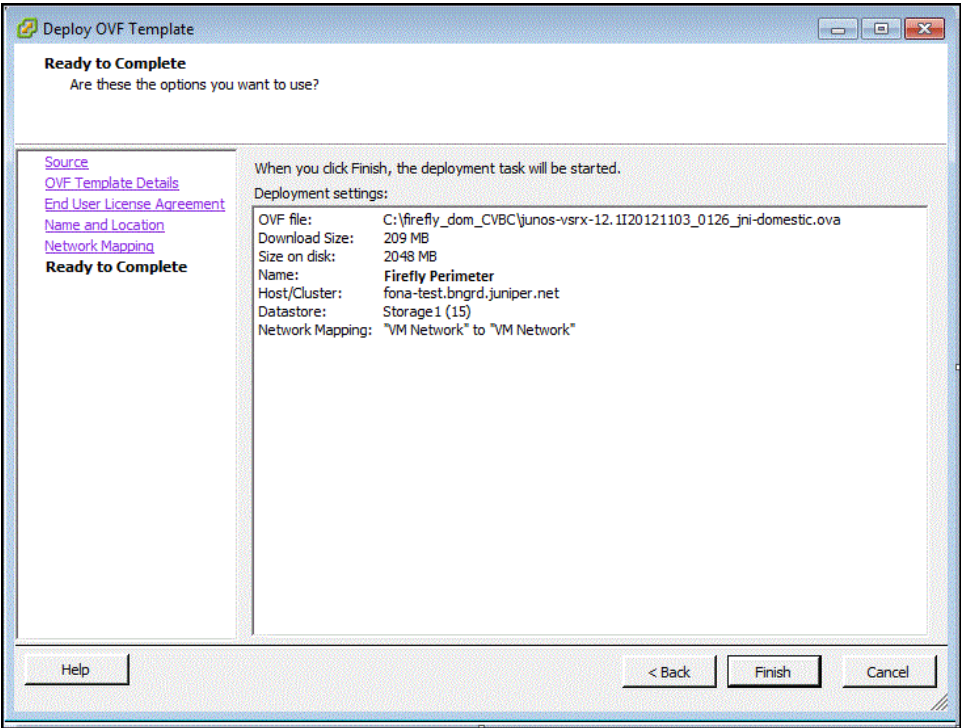 Deploy OVF Template
Ready to Complete
Are these the options you want to use?
Source
OVF Template Details
End User License Agreement
Name and Location
Network Mapping
Ready to Complete
When you click Finish, the deployment task will be started.
Deployment settings:
OVF file: C:\firefly_dom_CVBC\junos-vsrx-12.1I20121103_0126_jni-domestic.ova
Download Size: 209 MB
Size on disk: 2048 MB
Name: Firefly Perimeter
Host/Cluster: fona-test.bngrd.juniper.net
Datastore: Storage1 (15)
Network Mapping: "VM Network" to "VM Network"
Help
< Back
Finish
Cancel